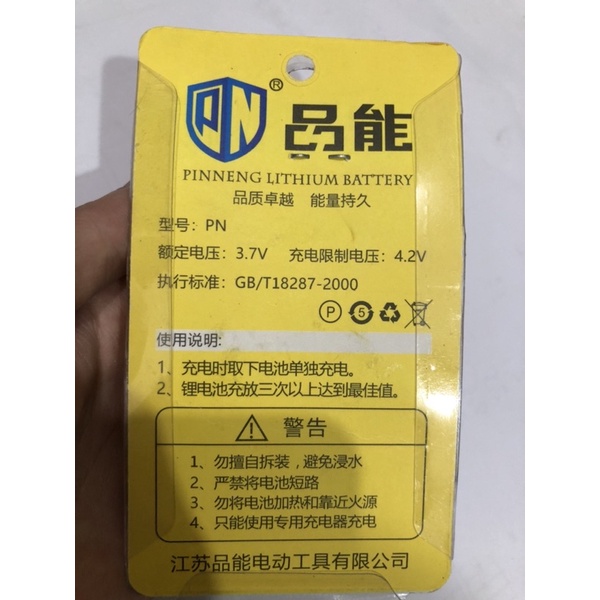 PN®
品能
PINNENG LITHIUM BATTERY
品质卓越 能量持久
型号：PN
额定电压：3.7V 充电限制电压：4.2V
执行标准：GB/T18287-2000
P 5
使用说明:
1、充电时取下电池单独充电。
2、锂电池充放三次以上达到最佳值。
警告
1、勿擅自拆装，避免浸水
2、严禁将电池短路
3、勿将电池加热和靠近火源
4、只能使用专用充电器充电
江苏品能电动工具有限公司